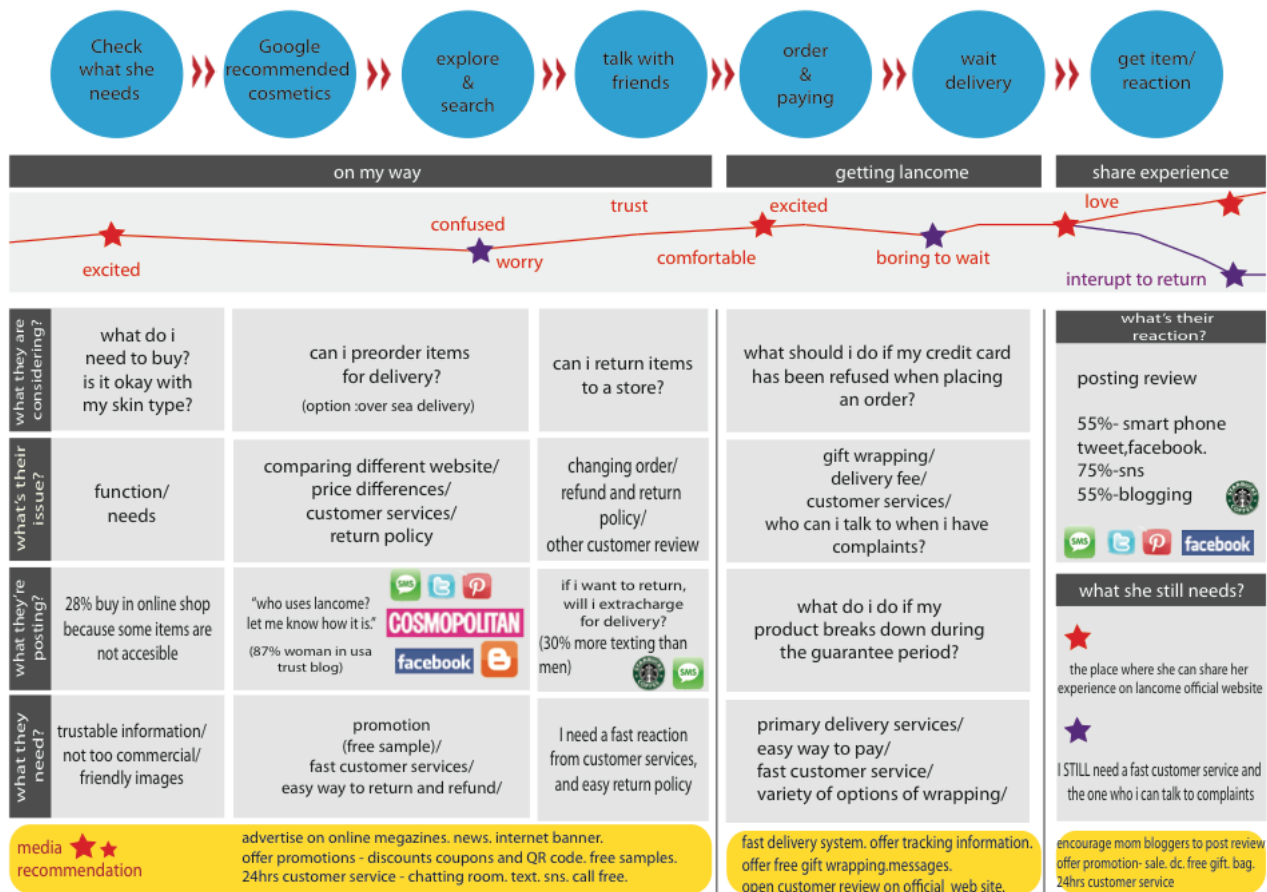 Check
what she
needs
Google
recommended
cosmetics
explore
&
search
talk with
friends
order
&
paying
wait
delivery
get item/
reaction
on my way
getting lancome
share experience
excited
confused
worry
trust
comfortable
excited
boring to wait
love
interupt to return
what they are
considering?
what do i
need to buy?
is it okay with
my skin type?
can i preorder items
for delivery?
(option :over sea delivery)
can i return items
to a store?
what should i do if my credit card
has been refused when placing
an order?
what's their
issue?
function/
needs
comparing different website/
price differences/
customer services/
return policy
changing order/
refund and return
policy/
other customer review
gift wrapping/
delivery fee/
customer services/
who can i talk to when i have
complaints?
what they're
posting?
28% buy in online shop
because some items are
not accesible
"who uses lancome?
let me know how it is."
(87% woman in usa
trust blog)
SMS
COSMOPOLITAN
facebook
if i want to return,
will i extracharge
for delivery?
(30% more texting than
men)
SMS
what do i do if my
product breaks down during
the guarantee period?
what they
need?
trustable information/
not too commercial/
friendly images
promotion
(free sample)/
fast customer services/
easy way to return and refund/
I need a fast reaction
from customer services,
and easy return policy
primary delivery services/
easy way to pay/
fast customer service/
variety of options of wrapping/
what's their
reaction?
posting review
55%- smart phone
tweet,facebook.
75%-sns
55%-blogging
SMS
facebook
what she still needs?
the place where she can share her
experience on lancome official website
I STILL need a fast customer service and
the one who i can talk to complaints
media
recommendation
advertise on online megazines. news. internet banner.
offer promotions - discounts coupons and QR code. free samples.
24hrs customer service - chatting room. text. sns. call free.
fast delivery system. offer tracking information.
offer free gift wrapping.messages.
open customer review on official web site.
encourage mom bloggers to post review
offer promotion- sale. dc. free gift. bag.
24hrs customer service